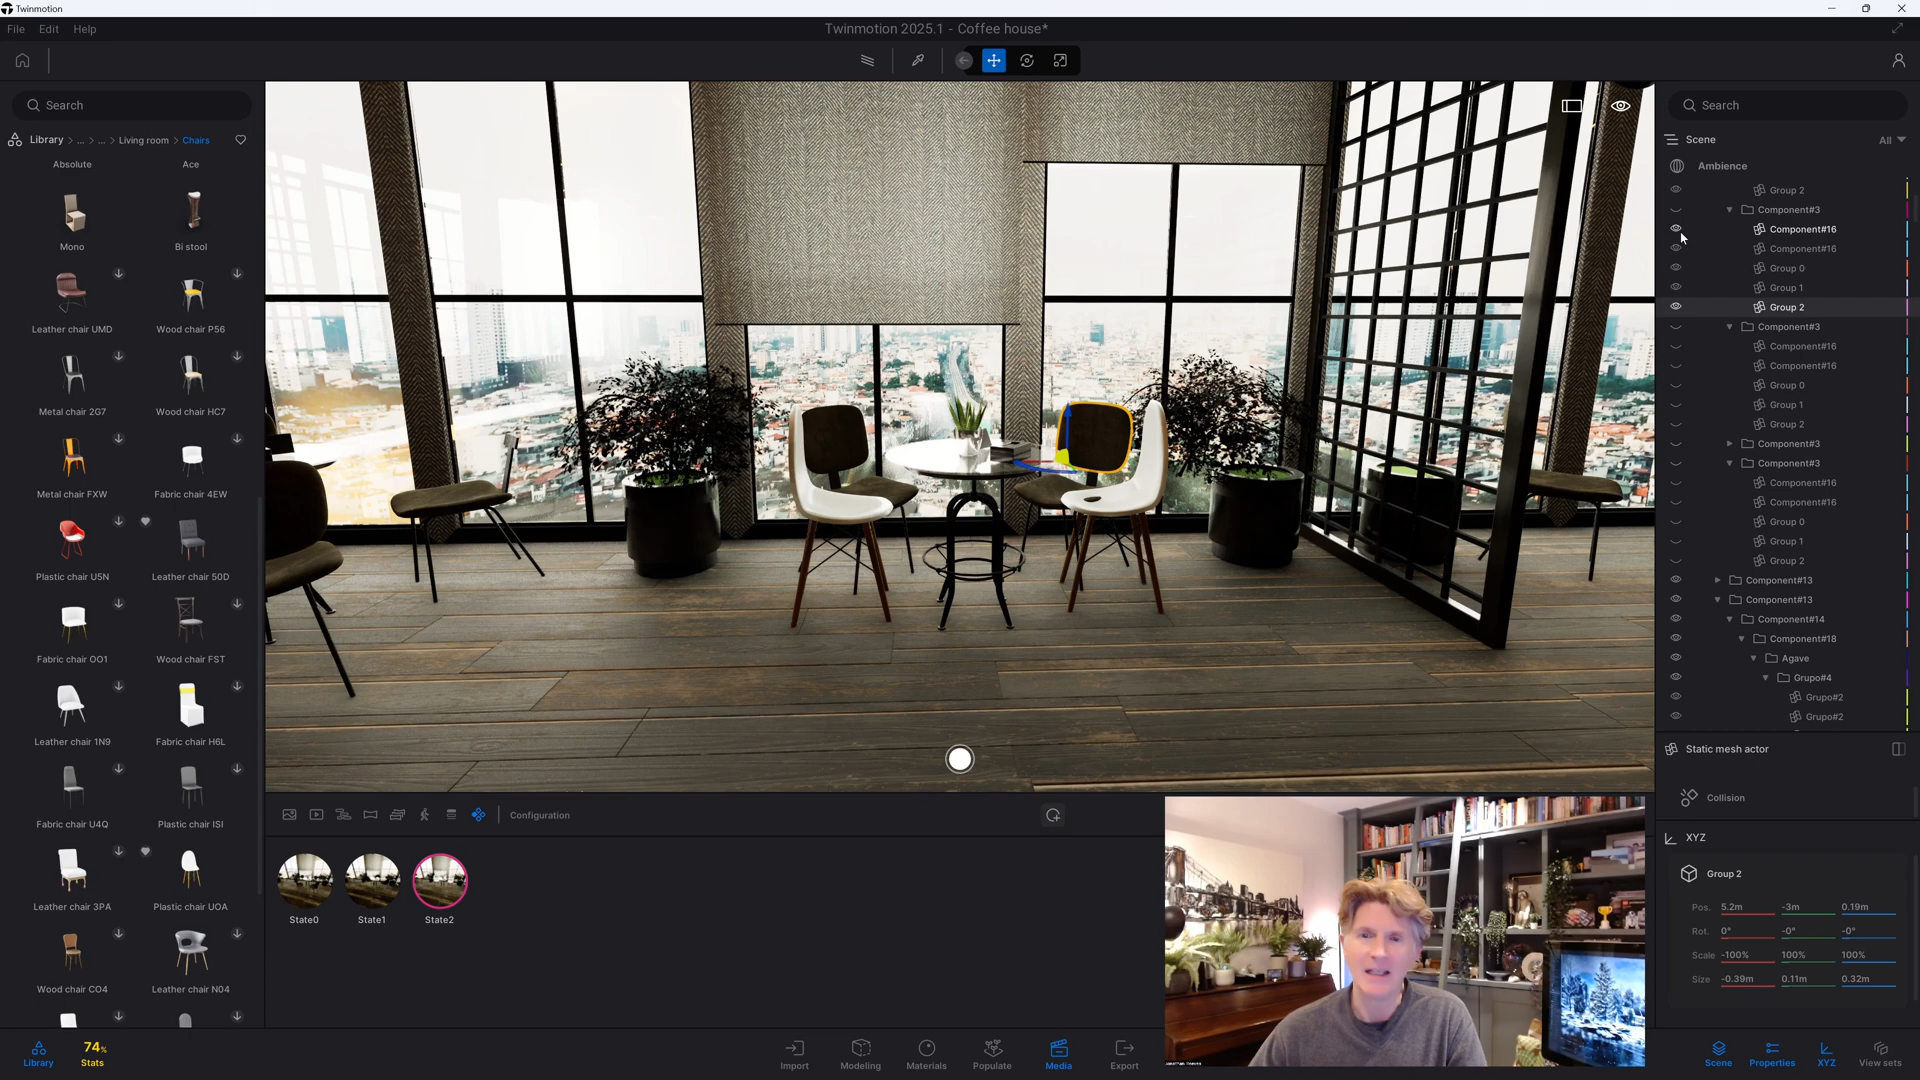 Twinmotion
File Edit Help
Twinmotion 2025.1 - Coffee house*
Search
Library > ... > ... > Living room > Chairs
Absolute Ace
Mono Bi stool
Leather chair UMD Wood chair P56
Metal chair 2G7 Wood chair HC7
Metal chair FXW Fabric chair 4EW
Plastic chair U5N Leather chair 50D
Fabric chair OO1 Wood chair FST
Leather chair 1N9 Fabric chair H6L
Fabric chair U4Q Plastic chair ISI
Leather chair 3PA Plastic chair UOA
Wood chair CO4 Leather chair N04
Library
74%
Stats
Configuration
State0 State1 State2
Import Modeling Materials Populate Media Export
Search
Scene All
Ambience
Group 2
Component#3
Component#16
Component#16
Group 0
Group 1
Group 2
Component#3
Component#16
Component#16
Group 0
Group 1
Group 2
Component#3
Component#3
Component#16
Component#16
Group 0
Group 1
Group 2
Component#13
Component#13
Component#14
Component#18
Agave
Grupo#4
Grupo#2
Grupo#2
Static mesh actor
Collision
XYZ
Group 2
Pos. 5.2m -3m 0.19m
Rot. 0° -0° -0°
Scale -100% 100% 100%
Size -0.39m 0.11m 0.32m
Scene Properties XYZ View sets